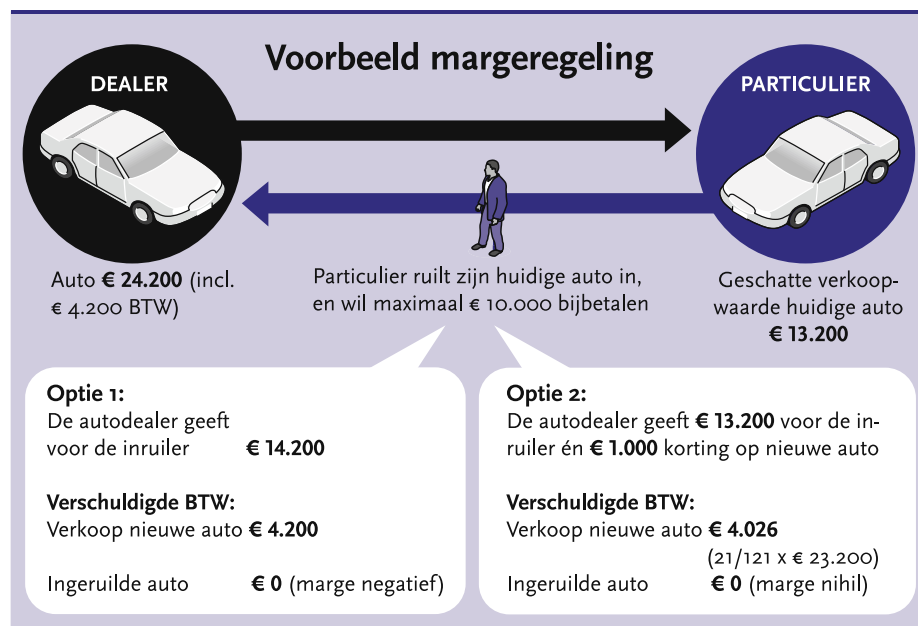 Voorbeeld margeregeling
DEALER
PARTICULIER
Auto € 24.200 (incl.
€ 4.200 BTW)
Particulier ruilt zijn huidige auto in,
en wil maximaal € 10.000 bijbetalen
Geschatte verkoop-
waarde huidige auto
€ 13.200
Optie 1:
De autodealer geeft
voor de inruiler € 14.200
Verschuldigde BTW:
Verkoop nieuwe auto € 4.200
Ingeruilde auto € 0 (marge negatief)
Optie 2:
De autodealer geeft € 13.200 voor de in-
ruiler én € 1.000 korting op nieuwe auto
Verschuldigde BTW:
Verkoop nieuwe auto € 4.026
(21/121 x € 23.200)
Ingeruilde auto € 0 (marge nihil)